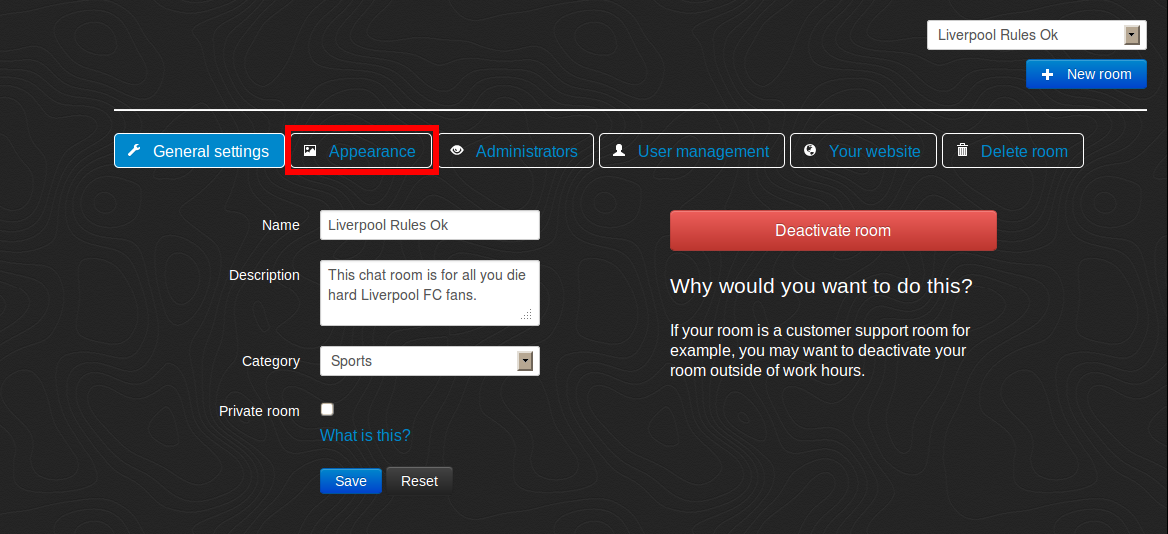 Liverpool Rules Ok
New room
General settings Appearance Administrators User management Your website Delete room
Name Liverpool Rules Ok
Deactivate room
Description This chat room is for all you die
hard Liverpool FC fans.
Why would you want to do this?
If your room is a customer support room for
example, you may want to deactivate your
room outside of work hours.
Category Sports
Private room
What is this?
Save Reset